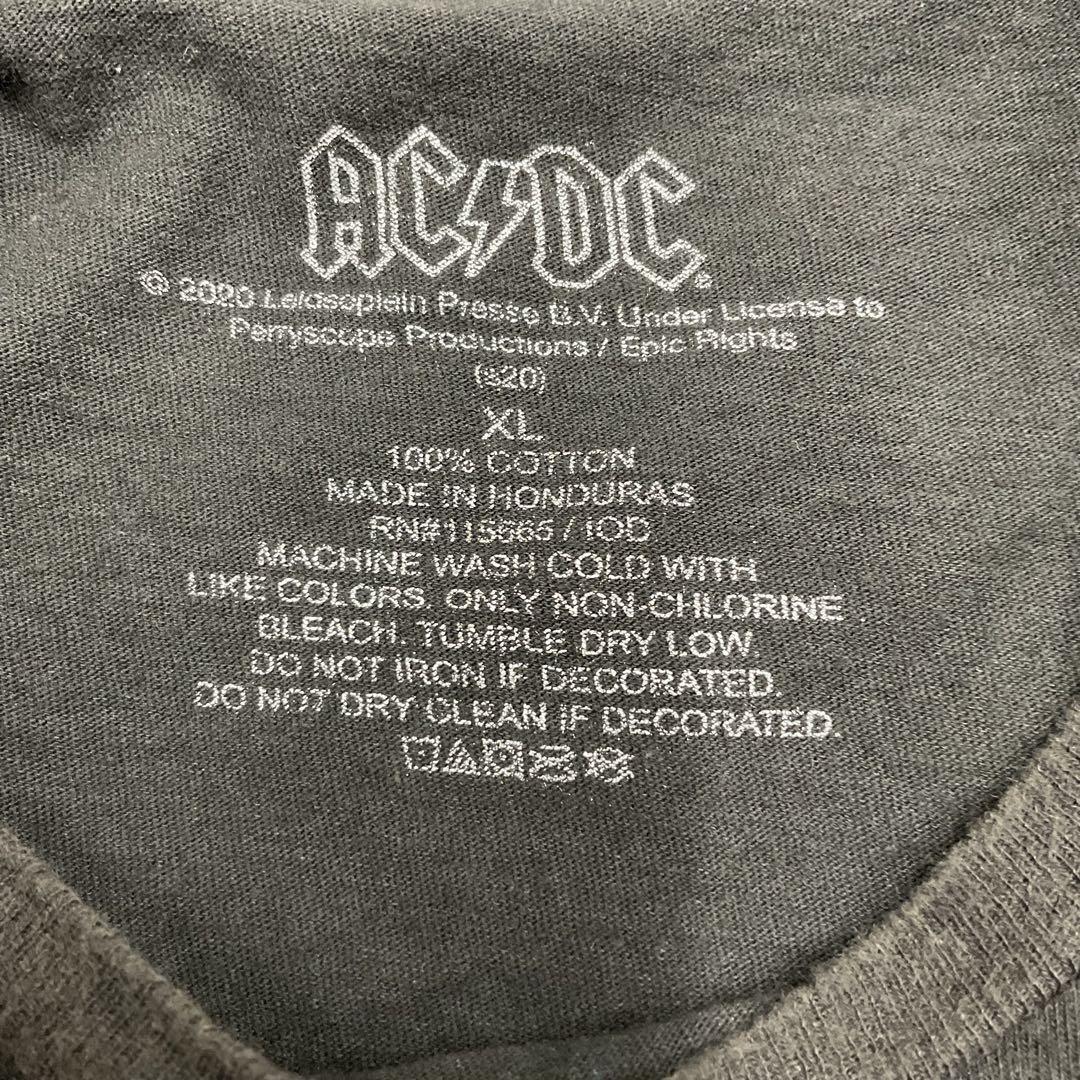 AC/DC®
© 2020 Leidseplein Presse B.V. Under License to
Perryscope Productions / Epic Rights
(s20)
XL
100% COTTON
MADE IN HONDURAS
RN#115665 / IOD
MACHINE WASH COLD WITH
LIKE COLORS. ONLY NON-CHLORINE
BLEACH. TUMBLE DRY LOW.
DO NOT IRON IF DECORATED.
DO NOT DRY CLEAN IF DECORATED.